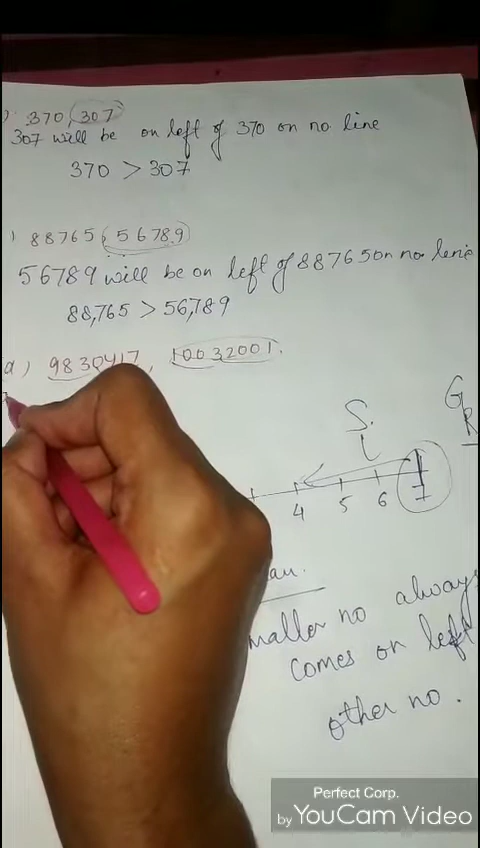 370, 307
307 will be on left of 370 on no line
370 > 307
88765, 56789
56789 will be on left of 88765 on no line
88,765 > 56,789
d) 9830417, 10032001.
S.
G
R
4 5 6 7
maller no always
comes on left
other no.
Perfect Corp.
by YouCam Video